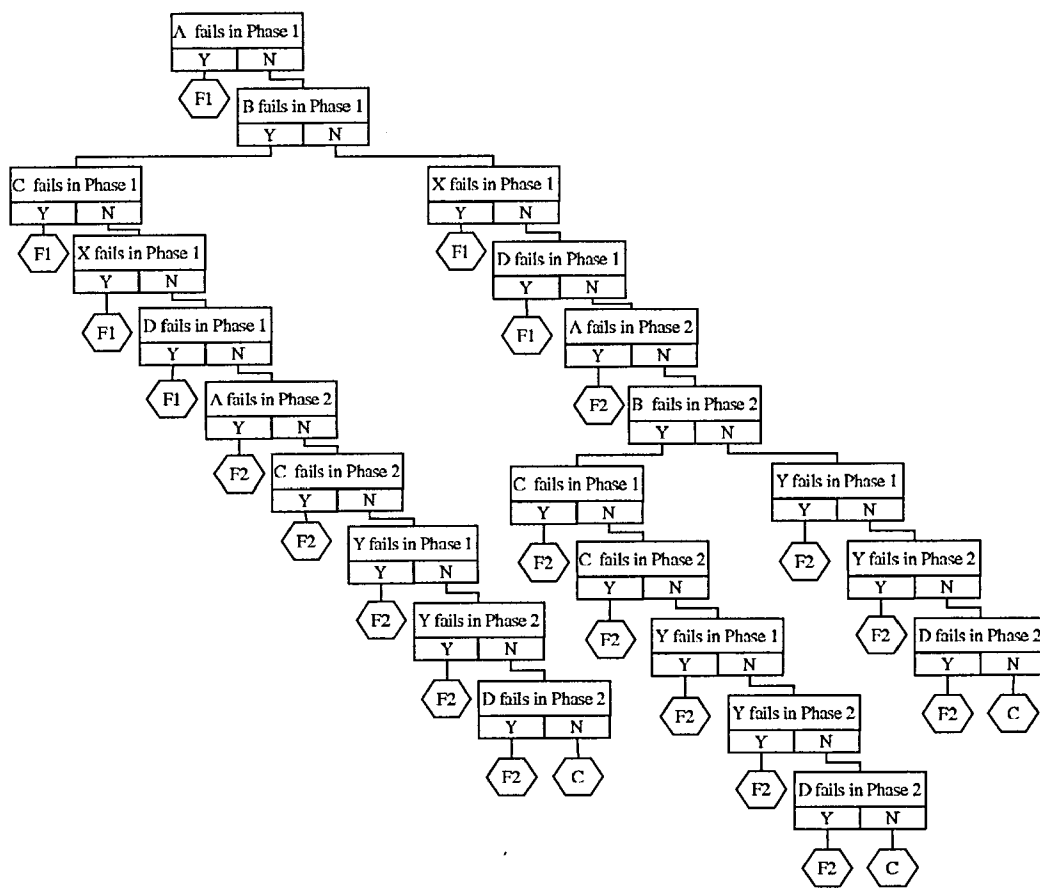 A fails in Phase 1
Y N
F1
B fails in Phase 1
Y N
C fails in Phase 1
Y N
X fails in Phase 1
Y N
F1
X fails in Phase 1
Y N
F1
D fails in Phase 1
Y N
F1
D fails in Phase 1
Y N
F1
A fails in Phase 2
Y N
F1
A fails in Phase 2
Y N
F2
B fails in Phase 2
Y N
F2
C fails in Phase 2
Y N
C fails in Phase 1
Y N
Y fails in Phase 1
Y N
F2
Y fails in Phase 1
Y N
F2
C fails in Phase 2
Y N
F2
Y fails in Phase 2
Y N
F2
Y fails in Phase 2
Y N
F2
Y fails in Phase 1
Y N
F2
D fails in Phase 2
Y N
F2
D fails in Phase 2
Y N
F2
Y fails in Phase 2
Y N
F2
C
F2
C
F2
D fails in Phase 2
Y N
F2
C